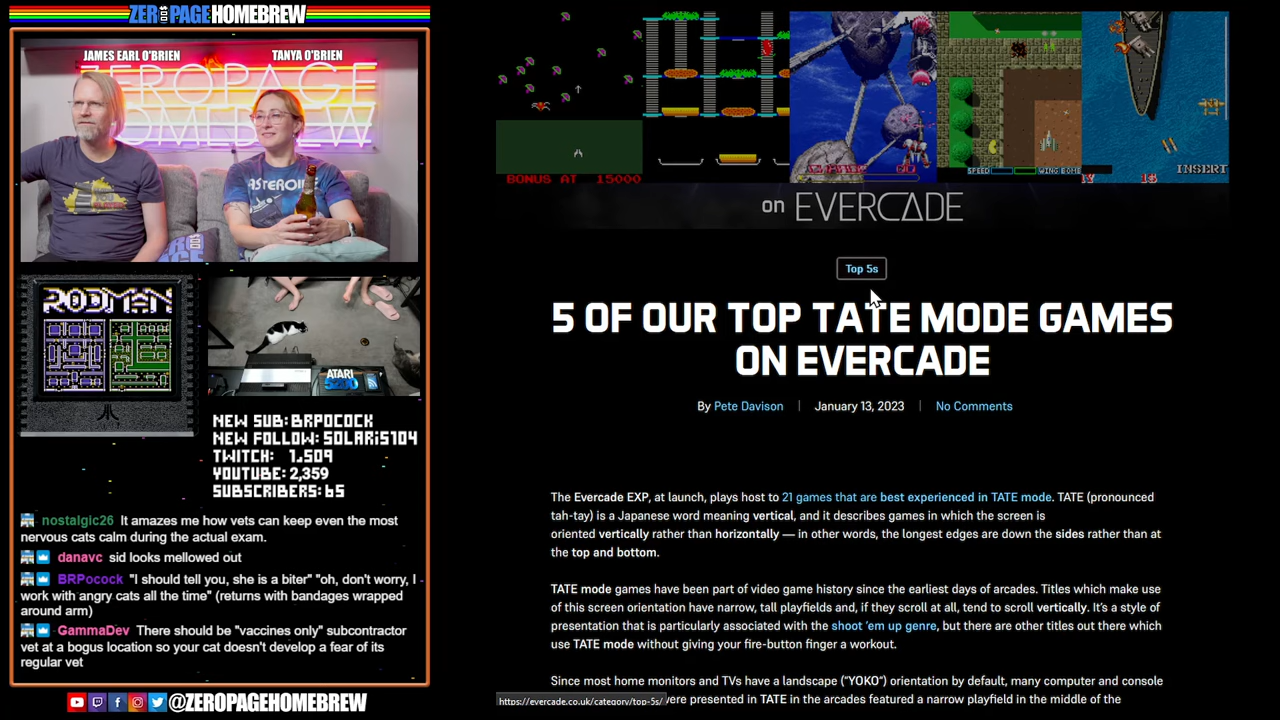 ZEROPAGE HOMEBREW
JAMES EARL O'BRIEN
TANYA O'BRIEN
ZEROPAGE
HOMEBREW
ASTEROIDS
RODMAN
ATARI
5200
NEW SUB: BRPOCOCK
NEW FOLLOW: SOLARIS104
TWITCH: 1,509
YOUTUBE: 2,359
SUBSCRIBERS: 65
nostalgic26 It amazes me how vets can keep even the most
nervous cats calm during the actual exam.
danavc sid looks mellowed out
BRPocock "I should tell you, she is a biter" "oh, don't worry, I
work with angry cats all the time" (returns with bandages wrapped
around arm)
GammaDev There should be "vaccines only" subcontractor
vet at a bogus location so your cat doesn't develop a fear of its
regular vet
@ZEROPAGEHOMEBREW
BONUS AT 15000
SPEED
WING BOMB
INSERT
on EVERCADE
Top 5s
5 OF OUR TOP TATE MODE GAMES
ON EVERCADE
By Pete Davison | January 13, 2023 | No Comments
The Evercade EXP, at launch, plays host to 21 games that are best experienced in TATE mode. TATE (pronounced
tah-tay) is a Japanese word meaning vertical, and it describes games in which the screen is
oriented vertically rather than horizontally — in other words, the longest edges are down the sides rather than at
the top and bottom.
TATE mode games have been part of video game history since the earliest days of arcades. Titles which make use
of this screen orientation have narrow, tall playfields and, if they scroll at all, tend to scroll vertically. It's a style of
presentation that is particularly associated with the shoot 'em up genre, but there are other titles out there which
use TATE mode without giving your fire-button finger a workout.
Since most home monitors and TVs have a landscape ("YOKO") orientation by default, many computer and console
were presented in TATE in the arcades featured a narrow playfield in the middle of the
https://evercade.co.uk/category/top-5s/